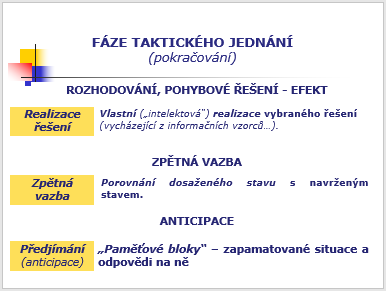 FÁZE TAKTICKÉHO JEDNÁNÍ
(pokračování)
ROZHODOVÁNÍ, POHYBOVÉ ŘEŠENÍ - EFEKT
Realizace
řešení
Vlastní („intelektová“) realizace vybraného řešení
(vycházející z informačních vzorců…).
ZPĚTNÁ VAZBA
Zpětná
vazba
Porovnání dosaženého stavu s navrženým
stavem.
ANTICIPACE
Předjímání
(anticipace)
„Paměťové bloky“ – zapamatované situace a
odpovědi na ně